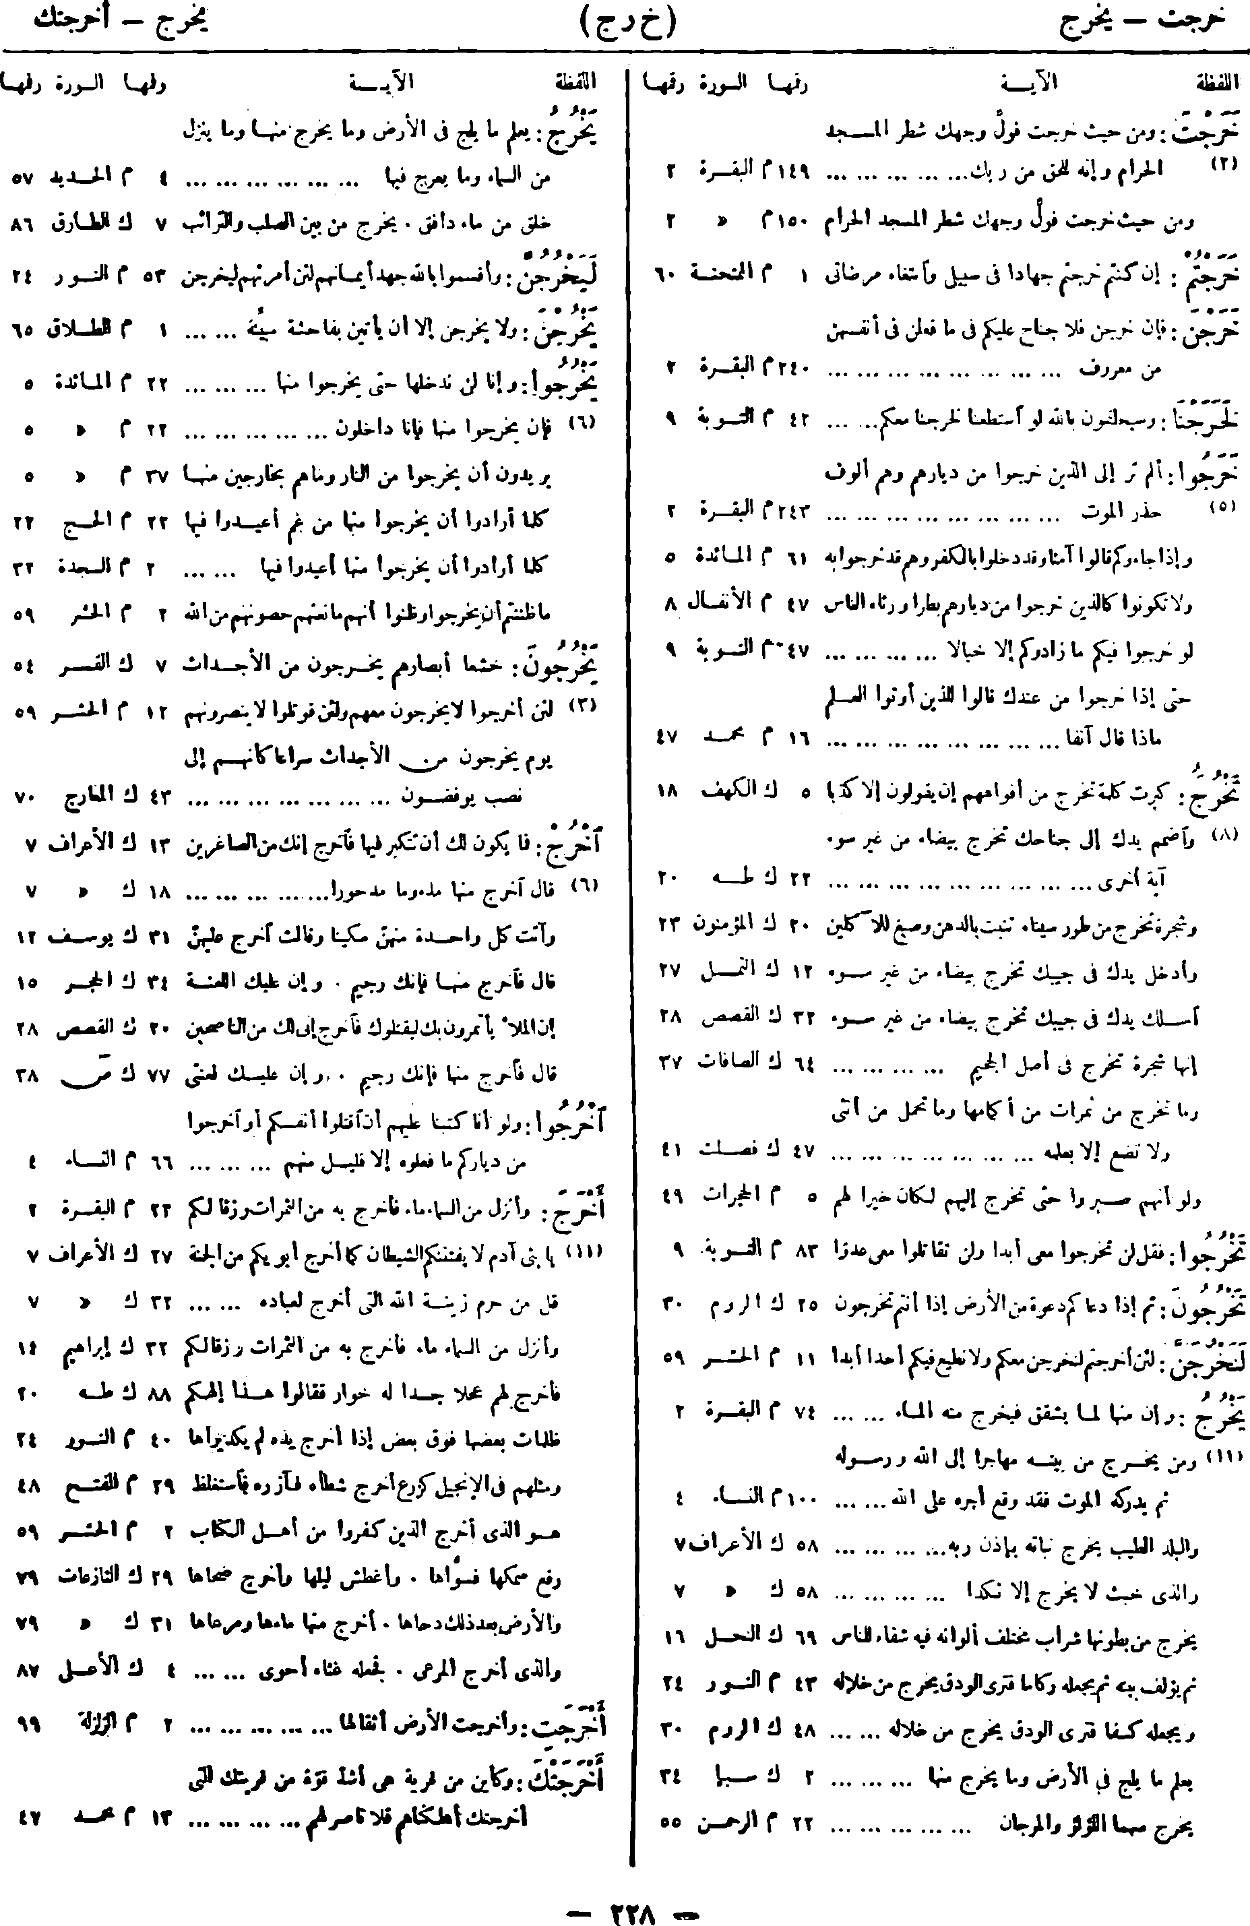 خرجت — يخرج
(خ ر ج)
يخرج — أخرجتك
اللفظة الآيــة رقها السورة رقها
خَرَجْتَ : ومن حيث خرجت فولّ وجهك شطر المسجد
(٢) الحرام وإنه للحق من ربك... ... ... ... ١٤٩ م البقرة ٢
ومن حيث خرجت فولّ وجهك شطر المسجد الحرام ١٥٠ م » ٢
خَرَجْتُمْ : إن كنتم خرجتم جهادا فى سبيلى وٱبتغاء مرضاتى ١ م الممتحنة ٦٠
خَرَجْنَ : فإن خرجن فلا جناح عليكم فى ما فعلن فى أنفسهن
من معروف ... ... ... ... ... ... ... ... ٢٤٠ م البقرة ٢
لَخَرَجْنَا : وسيحلفون بالله لو ٱستطعنا لخرجنا معكم... ... ٤٢ م التوبة ٩
خَرَجُوا : ألم تر إلى الذين خرجوا من ديارهم وهم ألوف
(٥) حذر الموت ... ... ... ... ... ... ... ... ٢٤٣ م البقرة ٢
وإذا جاءوكم قالوا آمنا وقد دخلوا بالكفر وهم قد خرجوا به ٦١ م المائدة ٥
ولا تكونوا كالذين خرجوا من ديارهم بطرا ورئاء الناس ٤٧ م الأنفال ٨
لو خرجوا فيكم ما زادوكم إلا خبالا ... ... ... ... ٤٧ م التوبة ٩
حتى إذا خرجوا من عندك قالوا للذين أوتوا العلم
ماذا قال آنفا ... ... ... ... ... ... ... ... ١٦ م محمد ٤٧
تَخْرُجُ : كبرت كلمة تخرج من أفواههم إن يقولون إلا كذبا ٥ ك الكهف ١٨
(٨) وٱضمم يدك إلى جناحك تخرج بيضاء من غير سوء
آية أخرى ... ... ... ... ... ... ... ... ... ٢٢ ك طــه ٢٠
وشجرة تخرج من طور سيناء تنبت بالدهن وصبغ للآكلين ٢٠ ك المؤمنون ٢٣
وأدخل يدك فى جيبك تخرج بيضاء من غير سوء ١٢ ك النمل ٢٧
ٱسلك يدك فى جيبك تخرج بيضاء من غير سوء ٣٢ ك القصص ٢٨
إنها شجرة تخرج فى أصل الجحيم ... ... ... ... ٦٤ ك الصافات ٣٧
وما تخرج من ثمرات من أكمامها وما تحمل من أنثى
ولا تضع إلا بعلمه ... ... ... ... ... ... ... ٤٧ ك فصلت ٤١
ولو أنهم صبروا حتى تخرج إليهم لكان خيرا لهم ٥ م الحجرات ٤٩
تَخْرُجُوا : فقل لن تخرجوا معى أبدا ولن تقاتلوا معى عدوّا ٨٣ م التوبة ٩
تَخْرُجُونَ : ثم إذا دعاكم دعوة من الأرض إذا أنتم تخرجون ٢٥ ك الروم ٣٠
لَنَخْرُجَنَّ : لئن أخرجتم لنخرجن معكم ولا نطيع فيكم أحدا أبدا ١١ م الحشر ٥٩
يَخْرُجُ : وإن منها لما يشقق فيخرج منه الماء ... ... ٧٤ م البقرة ٢
(١١) ومن يخرج من بيته مهاجرا إلى الله ورسوله
ثم يدركه الموت فقد وقع أجره على الله ... ... ١٠٠ م النساء ٤
والبلد الطيب يخرج نباته بإذن ربه... ... ... ... ٥٨ ك الأعراف ٧
والذى خبث لا يخرج إلا نكدا ... ... ... ... ٥٨ ك » ٧
يخرج من بطونها شراب مختلف ألوانه فيه شفاء للناس ٦٩ ك النحل ١٦
ثم يؤلف بينه ثم يجعله ركاما فترى الودق يخرج من خلاله ٤٣ م النور ٢٤
ويجعله كسفا فترى الودق يخرج من خلاله ... ... ٤٨ ك الروم ٣٠
يعلم ما يلج فى الأرض وما يخرج منها ... ... ... ٢ ك سبإ ٣٤
يخرج منهما اللؤلؤ والمرجان ... ... ... ... ... ٢٢ م الرحمن ٥٥
اللفظة الآيــة رقها السورة رقها
يَخْرُجُ : يعلم ما يلج فى الأرض وما يخرج منها وما ينزل
من السماء وما يعرج فيها ... ... ... ... ... ... ٤ م الحديد ٥٧
خلق من ماء دافق . يخرج من بين الصلب والترائب ٧ ك الطارق ٨٦
لَيَخْرُجُنَّ : وأقسموا بالله جهد أيمانهم لئن أمرتهم ليخرجن ٥٣ م النور ٢٤
يَخْرُجْنَ : ولا يخرجن إلا أن يأتين بفاحشة مبيّنة ... ... ١ م الطلاق ٦٥
يَخْرُجُوا : وإنا لن ندخلها حتى يخرجوا منها ... ... ... ٢٢ م المائدة ٥
(٦) فإن يخرجوا منها فإنا داخلون ... ... ... ... ... ٢٢ م » ٥
يريدون أن يخرجوا من النار وما هم بخارجين منها ٣٧ م » ٥
كلما أرادوا أن يخرجوا منها من غم أعيدوا فيها ٢٢ م الحج ٢٢
كلما أرادوا أن يخرجوا منها أعيدوا فيها ... ... ٢ م السجدة ٣٢
ما ظننتم أن يخرجوا وظنوا أنهم مانعتهم حصونهم من الله ٢ م الحشر ٥٩
يَخْرُجُونَ : خشعا أبصارهم يخرجون من الأجداث ٧ ك القمر ٥٤
(٣) لئن أخرجوا لا يخرجون معهم ولئن قوتلوا لا ينصرونهم ١٢ م الحشر ٥٩
يوم يخرجون من الأجداث سراعا كأنهم إلى
نصب يوفضون ... ... ... ... ... ... ... ٤٣ ك المعارج ٧٠
ٱخْرُجْ : فما يكون لك أن تتكبر فيها فٱخرج إنك من الصاغرين ١٣ ك الأعراف ٧
(٦) قال ٱخرج منها مذءوما مدحورا... ... ... ... ... ١٨ ك » ٧
وآتت كل واحدة منهنّ سكينا وقالت ٱخرج عليهنّ ٣١ ك يوسف ١٢
قال فٱخرج منها فإنك رجيم . وإن عليك اللعنة ٣٤ ك الحجر ١٥
إن الملأ يأتمرون بك ليقتلوك فٱخرج إنى لك من الناصحين ٢٠ ك القصص ٢٨
قال فٱخرج منها فإنك رجيم . وإن عليك لعنتى ٧٧ ك صٓ ٣٨
ٱخْرُجُوا : ولو أنا كتبنا عليهم أن ٱقتلوا أنفسكم أو ٱخرجوا
من دياركم ما فعلوه إلا قليل منهم ... ... ... ٦٦ م النساء ٤
أَخْرَجَ : وأنزل من السماء ماء فأخرج به من الثمرات رزقا لكم ٢٢ م البقرة ٢
(١١) يا بنى آدم لا يفتننكم الشيطان كما أخرج أبويكم من الجنة ٢٧ ك الأعراف ٧
قل من حرم زينة الله التى أخرج لعباده ... ... ٣٢ ك » ٧
وأنزل من السماء ماء فأخرج به من الثمرات رزقا لكم ٣٢ ك إبراهيم ١٤
فأخرج لهم عجلا جسدا له خوار فقالوا هذا إلهكم ٨٨ ك طــه ٢٠
ظلمات بعضها فوق بعض إذا أخرج يده لم يكد يراها ٤٠ م النور ٢٤
ومثلهم فى الإنجيل كزرع أخرج شطأه فآزره فٱستغلظ ٢٩ م الفتح ٤٨
هو الذى أخرج الذين كفروا من أهل الكتاب ٢ م الحشر ٥٩
رفع سمكها فسوّاها . وأغطش ليلها وأخرج ضحاها ٢٩ ك النازعات ٧٩
والأرض بعد ذلك دحاها . أخرج منها ماءها ومرعاها ٣١ ك » ٧٩
والذى أخرج المرعى . فجعله غثاء أحوى ... ... ٤ ك الأعلى ٨٧
أَخْرَجَتِ : وأخرجت الأرض أثقالها ... ... ... ... ... ٢ م الزلزلة ٩٩
أَخْرَجَتْكَ : وكأين من قرية هى أشدّ قوّة من قريتك التى
أخرجتك أهلكناهم فلا ناصر لهم ... ... ... ... ١٣ م محمد ٤٧
— ٢٢٨ —